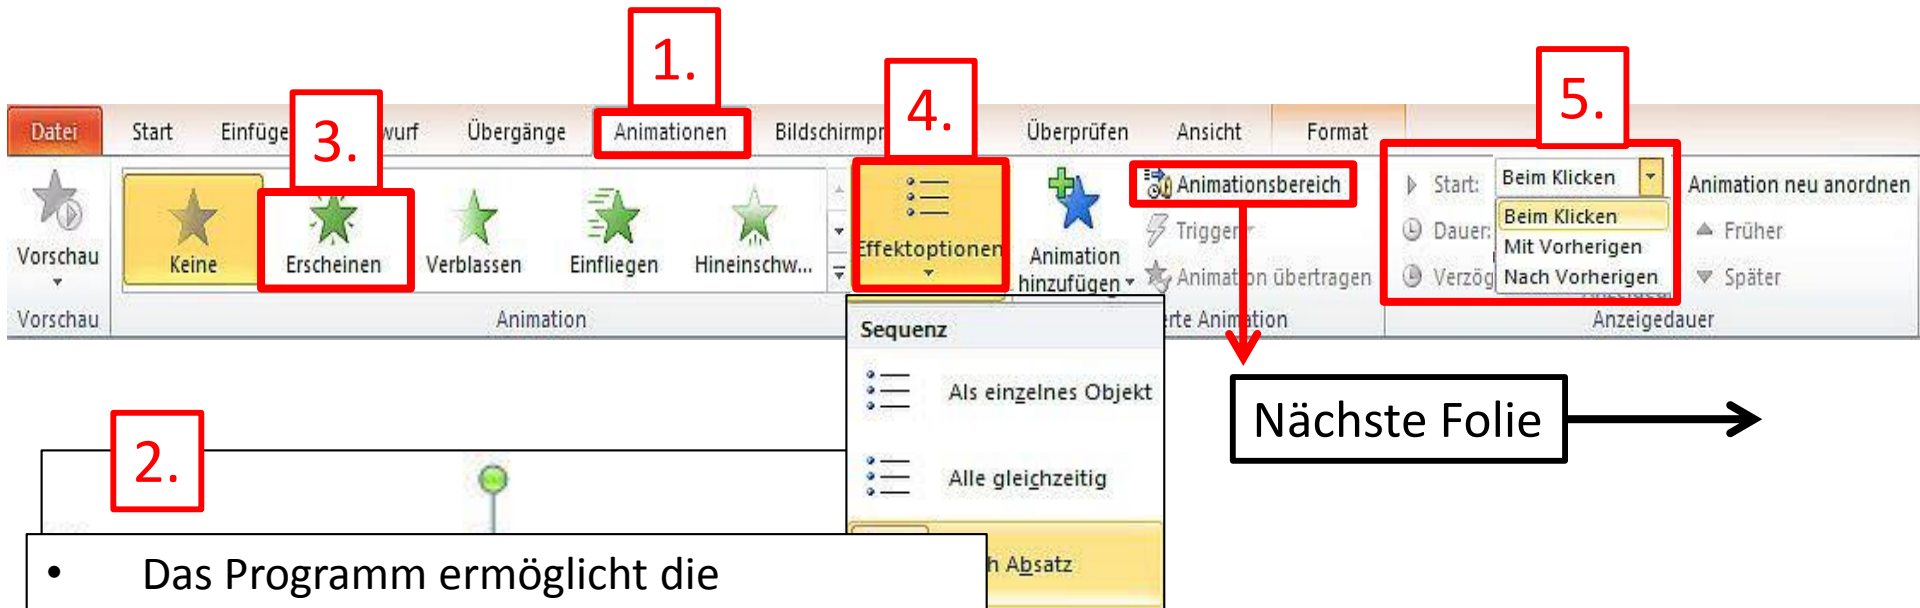 1.
4.
5.
3.
Datei Start Einfüge wurf Übergänge Animationen Bildschirmpr Überprüfen Ansicht Format
Vorschau
Keine Erscheinen Verblassen Einfliegen Hineinschw...
Effektoptionen
Animation
hinzufügen
Animationsbereich
Trigger
Animation übertragen
Start: Beim Klicken
Dauer:
Verzög
Beim Klicken
Mit Vorherigen
Nach Vorherigen
Animation neu anordnen
Früher
Später
Vorschau Animation rte Animation Anzeigedauer
Sequenz
Als einzelnes Objekt
Alle gleichzeitig
h Absatz
Nächste Folie
2.
• Das Programm ermöglicht die